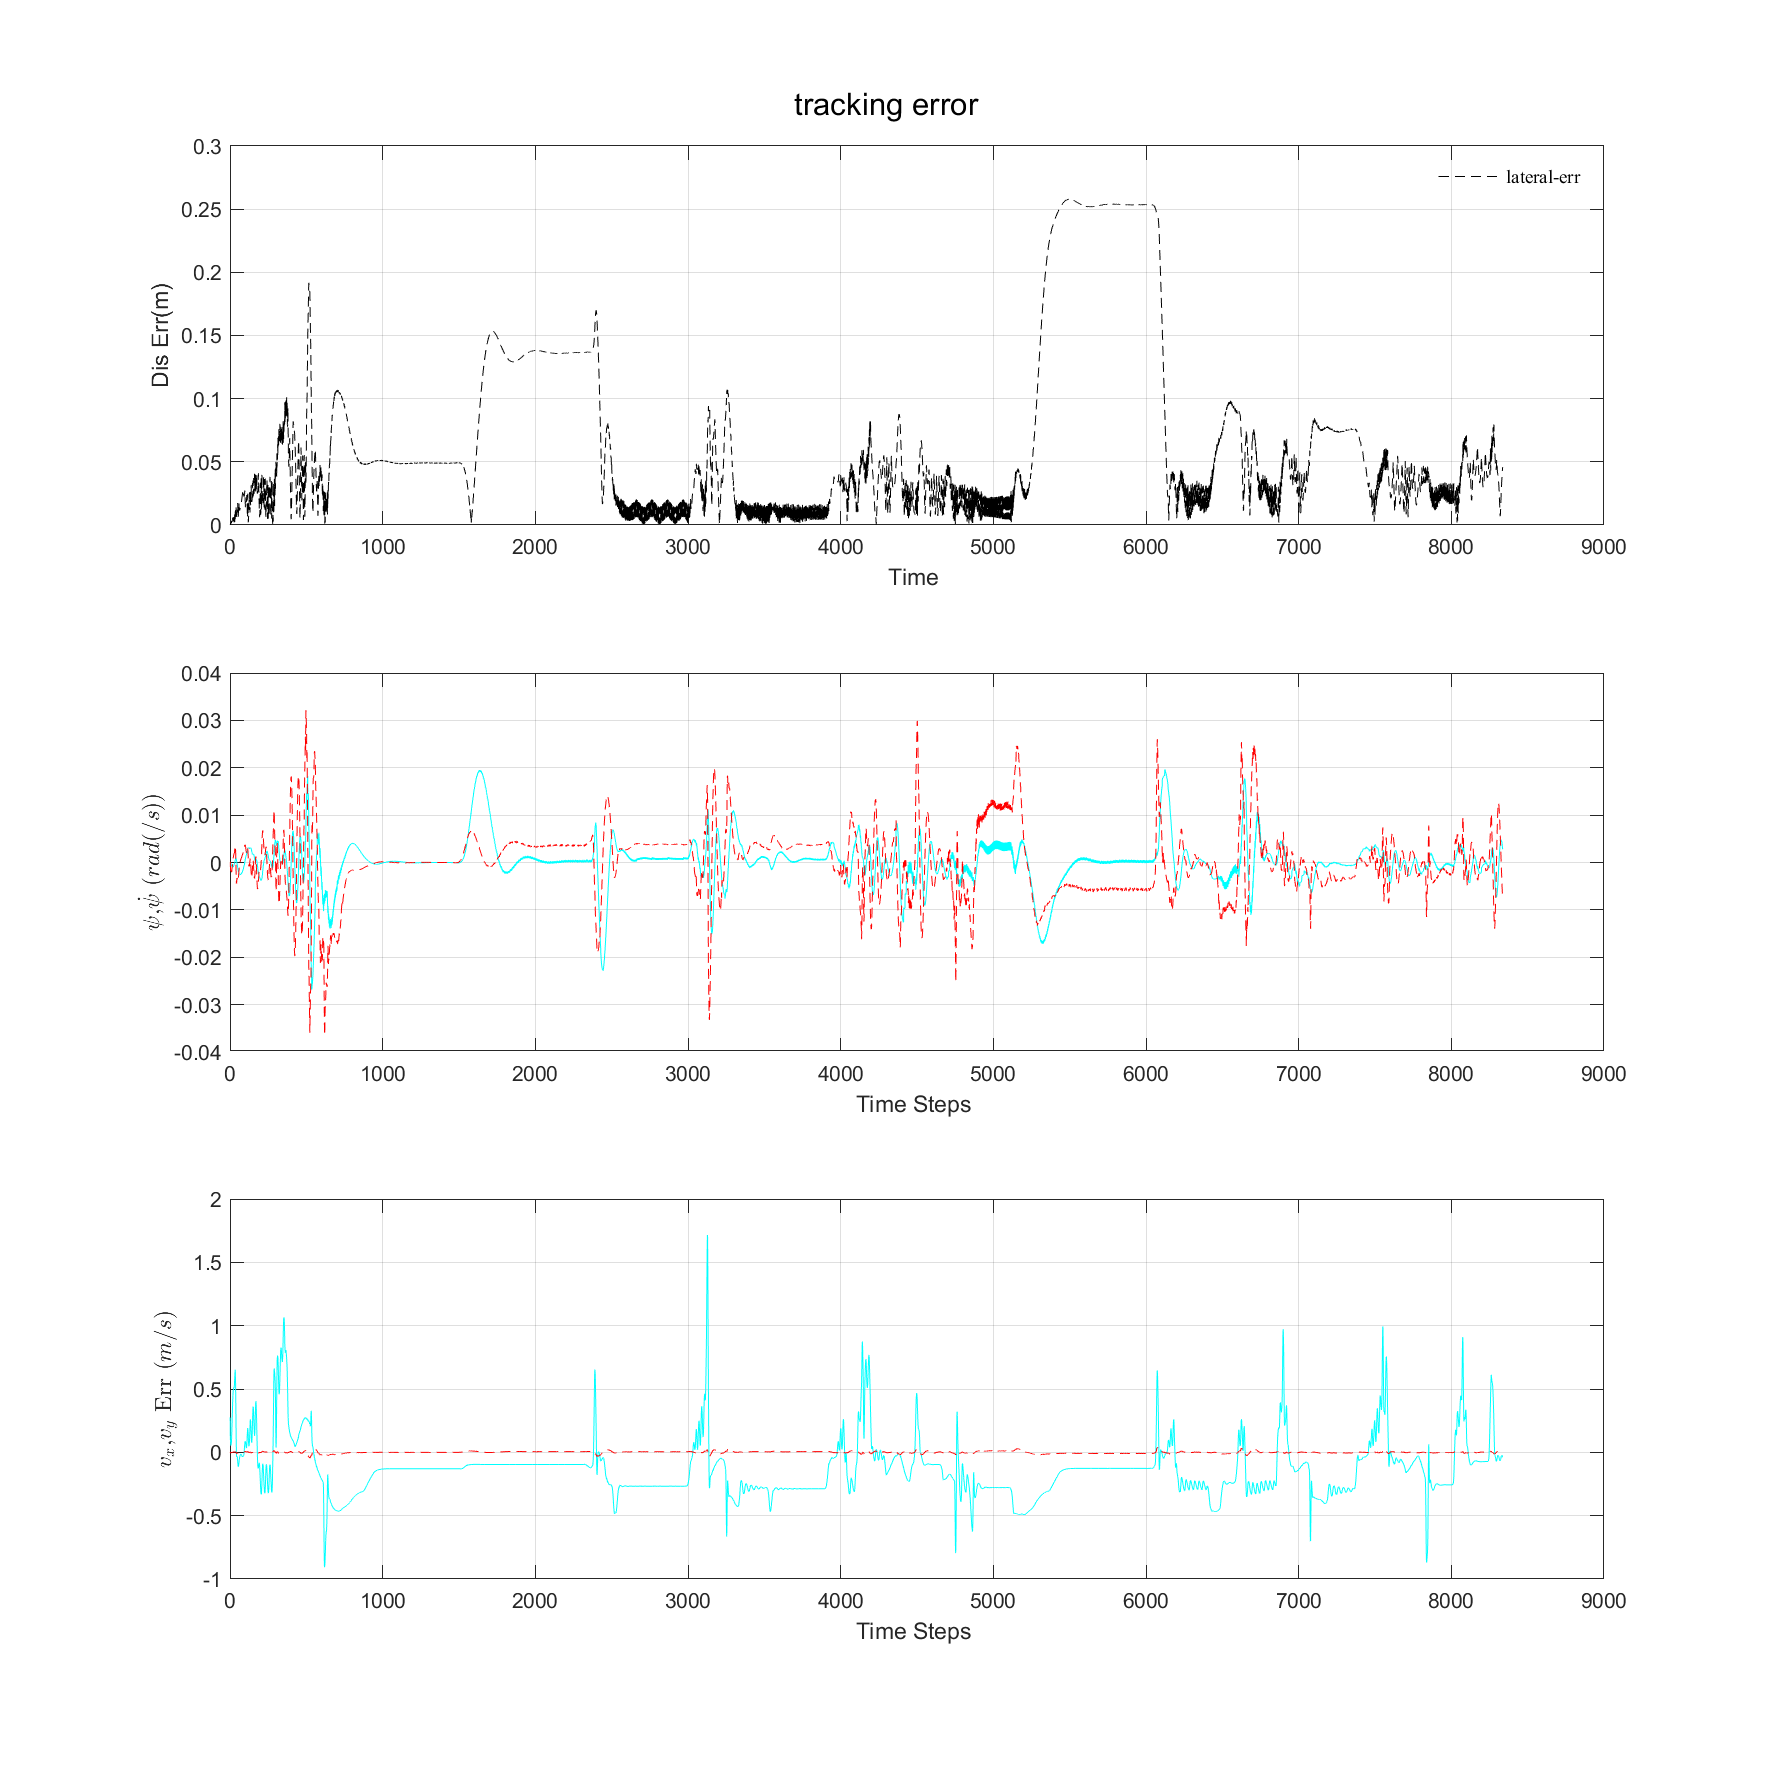 tracking error
0.3
0.25
0.2
0.15
0.1
0.05
0
Dis Err(m)
lateral-err
0 1000 2000 3000 4000 5000 6000 7000 8000 9000
Time
0.04
0.03
0.02
0.01
0
-0.01
-0.02
-0.03
-0.04
ψ,ψ̇ (rad(/s))
0 1000 2000 3000 4000 5000 6000 7000 8000 9000
Time Steps
2
1.5
1
0.5
0
-0.5
-1
vₓ,v_y Err (m/s)
0 1000 2000 3000 4000 5000 6000 7000 8000 9000
Time Steps